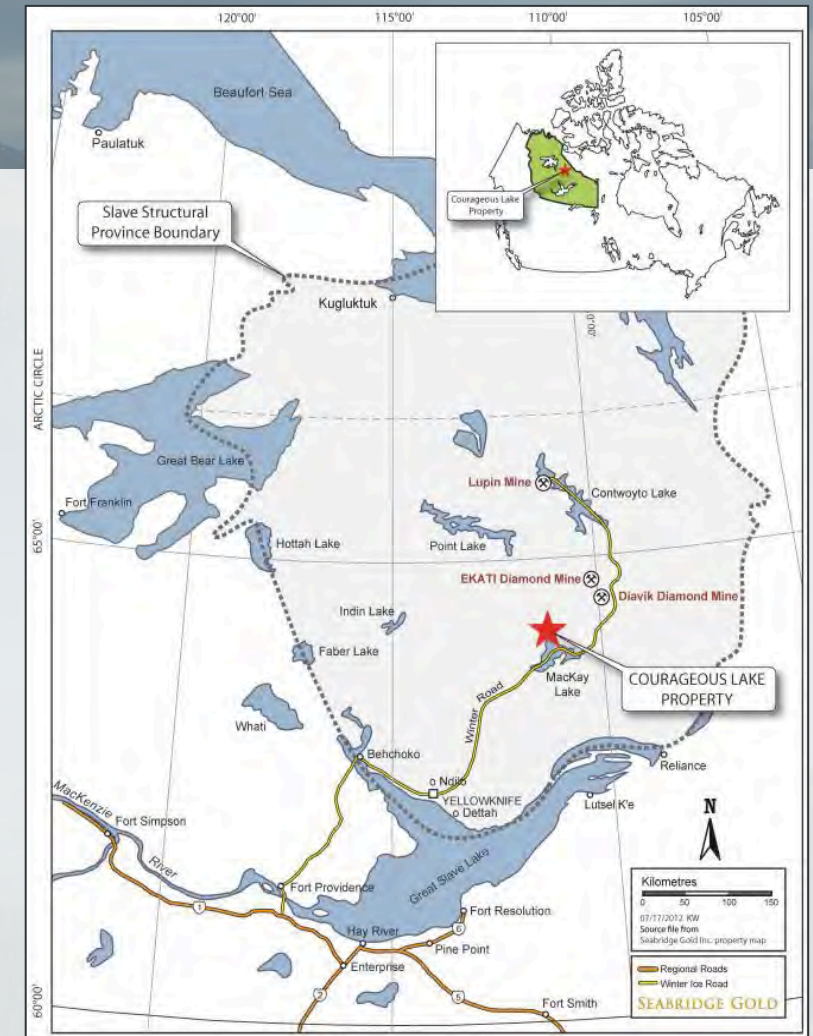 120°00'
115°00'
110°00'
105°00'
Beaufort Sea
Paulatuk
Courageous Lake
Property
Slave Structural
Province Boundary
Kugluktuk
ARCTIC CIRCLE
Great Bear Lake
Fort Franklin
65°00'
Hottah Lake
Lupin Mine
Contwoyto Lake
Point Lake
EKATI Diamond Mine
Diavik Diamond Mine
Indin Lake
Faber Lake
MacKay
Lake
COURAGEOUS LAKE
PROPERTY
Whati
Winter Road
Behchoko
Reliance
Ndilo
YELLOWKNIFE
Dettah
Lutsel K'e
MacKenzie
River
Fort Simpson
Great Slave Lake
Fort Providence
1
Fort Resolution
Hay River
6
Pine Point
Enterprise
2
5
Fort Smith
60°00'
N
Kilometres
0 50 100 150
07/17/2012 KW
Source file from
Seabridge Gold Inc. property map
Regional Roads
Winter Ice Road
SEABRIDGE GOLD